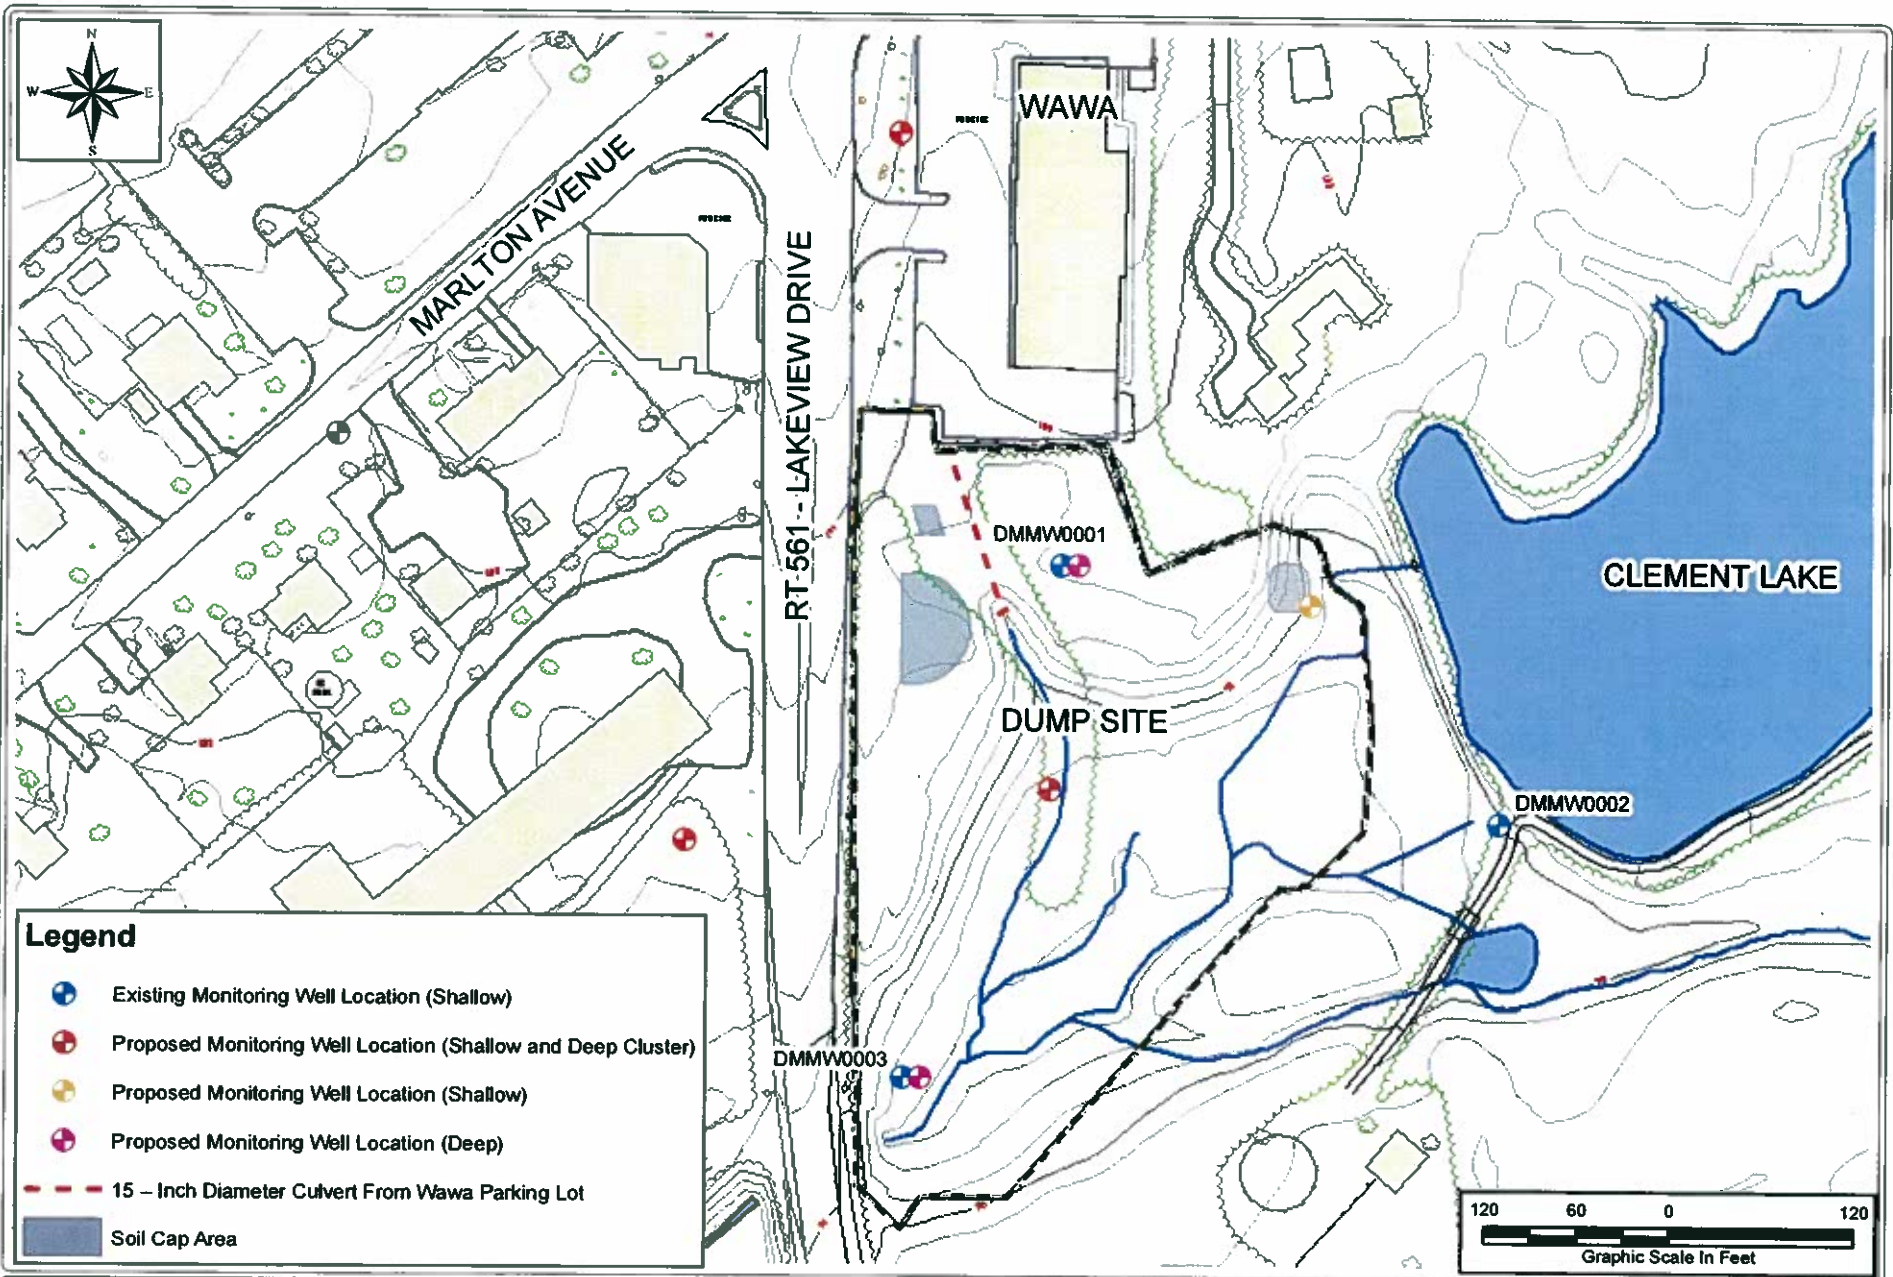 N
W E
S
WAWA
MARLTON AVENUE
RT-561 - LAKEVIEW DRIVE
DMMW0001
CLEMENT LAKE
DUMP SITE
DMMW0002
DMMW0003
Legend
Existing Monitoring Well Location (Shallow)
Proposed Monitoring Well Location (Shallow and Deep Cluster)
Proposed Monitoring Well Location (Shallow)
Proposed Monitoring Well Location (Deep)
15 – Inch Diameter Culvert From Wawa Parking Lot
Soil Cap Area
120 60 0 120
Graphic Scale In Feet